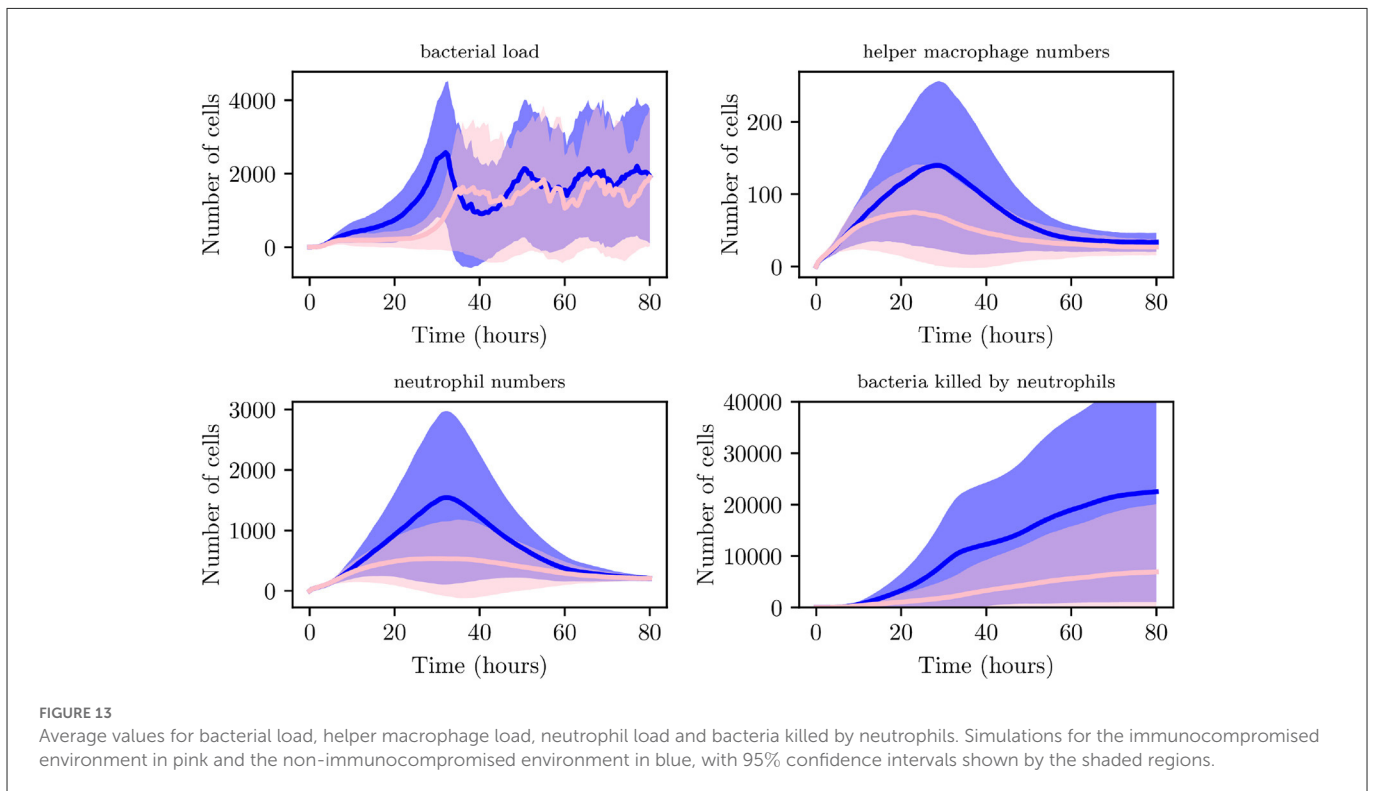 bacterial load
Number of cells
4000
2000
0
0 20 40 60 80
Time (hours)
helper macrophage numbers
Number of cells
200
100
0
0 20 40 60 80
Time (hours)
neutrophil numbers
Number of cells
3000
2000
1000
0
0 20 40 60 80
Time (hours)
bacteria killed by neutrophils
Number of cells
40000
30000
20000
10000
0
0 20 40 60 80
Time (hours)
FIGURE 13
Average values for bacterial load, helper macrophage load, neutrophil load and bacteria killed by neutrophils. Simulations for the immunocompromised
environment in pink and the non-immunocompromised environment in blue, with 95% confidence intervals shown by the shaded regions.